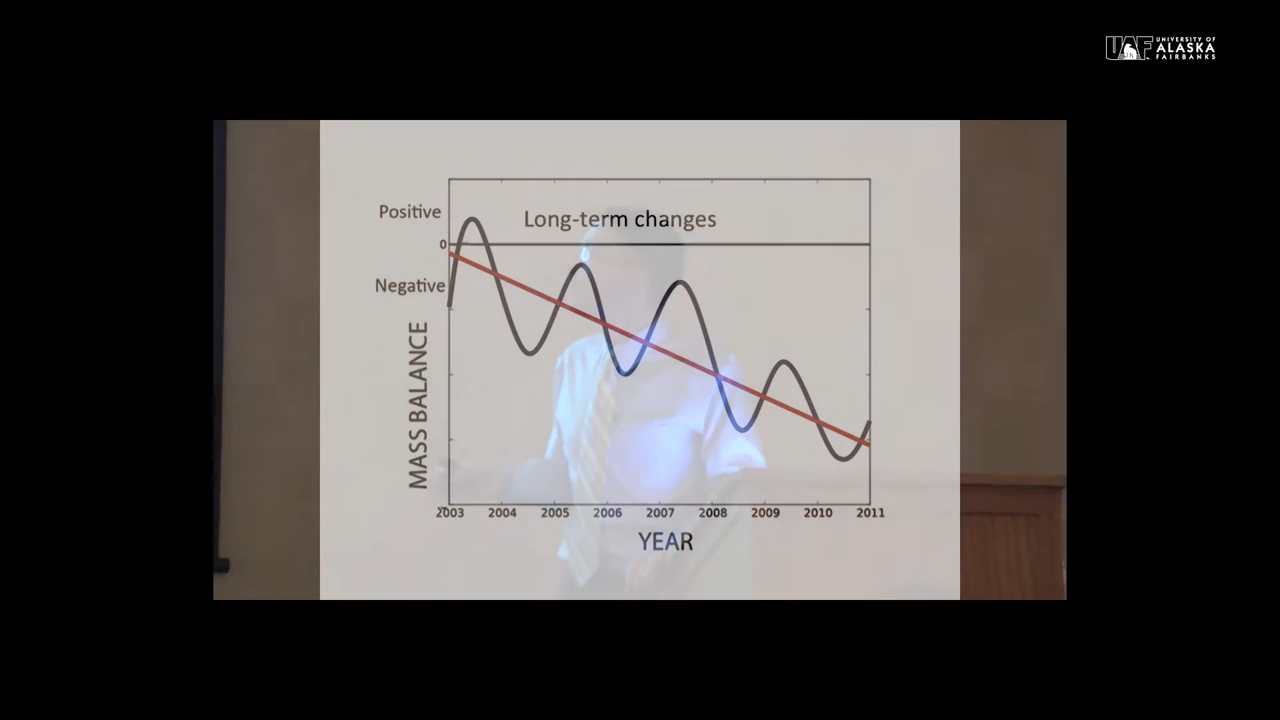 UAF UNIVERSITY OF
ALASKA
FAIRBANKS
Long-term changes
Positive
0
Negative
MASS BALANCE
2003 2004 2005 2006 2007 2008 2009 2010 2011
YEAR